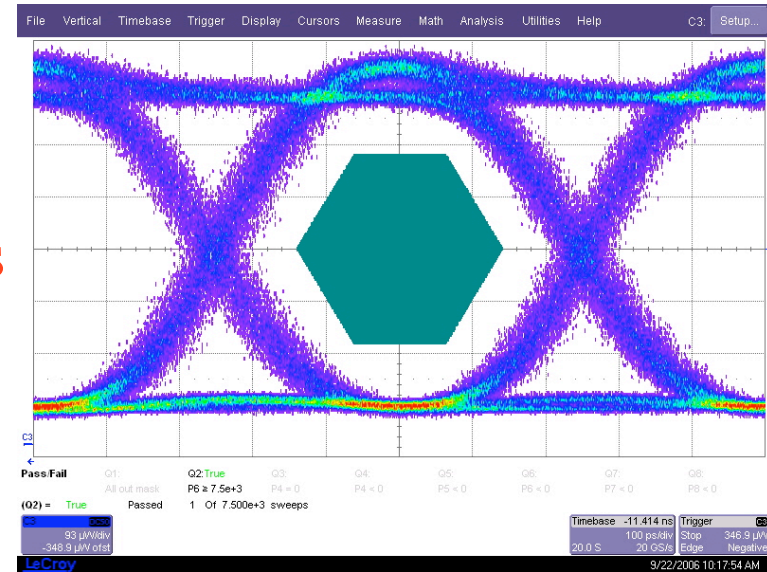 File Vertical Timebase Trigger Display Cursors Measure Math Analysis Utilities Help C3: Setup...
s
C3
Pass/Fail Q1: Q2:True Q3: Q4: Q5: Q6: Q7: Q8:
All out mask P6 ≥ 7.5e+3 P4 = 0 P4 < 0 P5 < 0 P6 < 0 P7 < 0 P8 < 0
(Q2) = True Passed 1 Of 7.500e+3 sweeps
C3 DC50 Timebase -11.414 ns Trigger C3
93 µW/div 100 ps/div Stop 346.9 µW
-348.9 µW ofst 20.0 S 20 GS/s Edge Negative
LeCroy 9/22/2006 10:17:54 AM